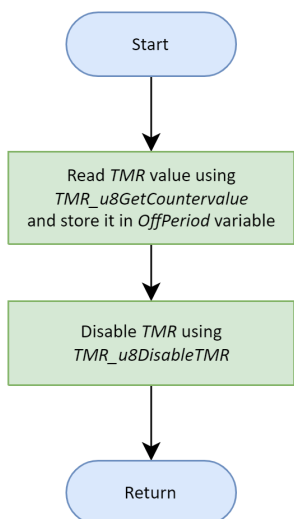 Start
Read TMR value using
TMR_u8GetCountervalue
and store it in OffPeriod variable
Disable TMR using
TMR_u8DisableTMR
Return